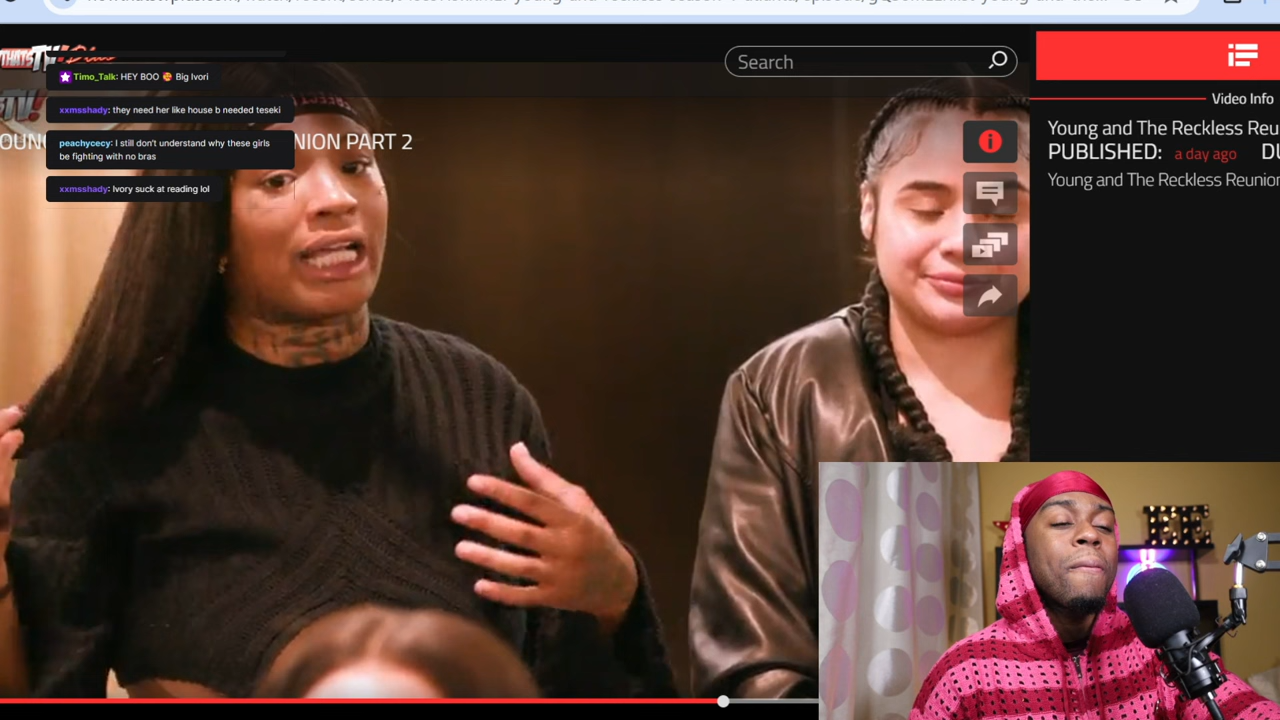 Search
Timo_Talk: HEY BOO 🥰 Big Ivori
xxmsshady: they need her like house b needed teseki
peachycecy: I still don't understand why these girls
be fighting with no bras
xxmsshady: Ivory suck at reading lol
NION PART 2
Video Info
Young and The Reckless Reu
PUBLISHED: a day ago DU
Young and The Reckless Reunion